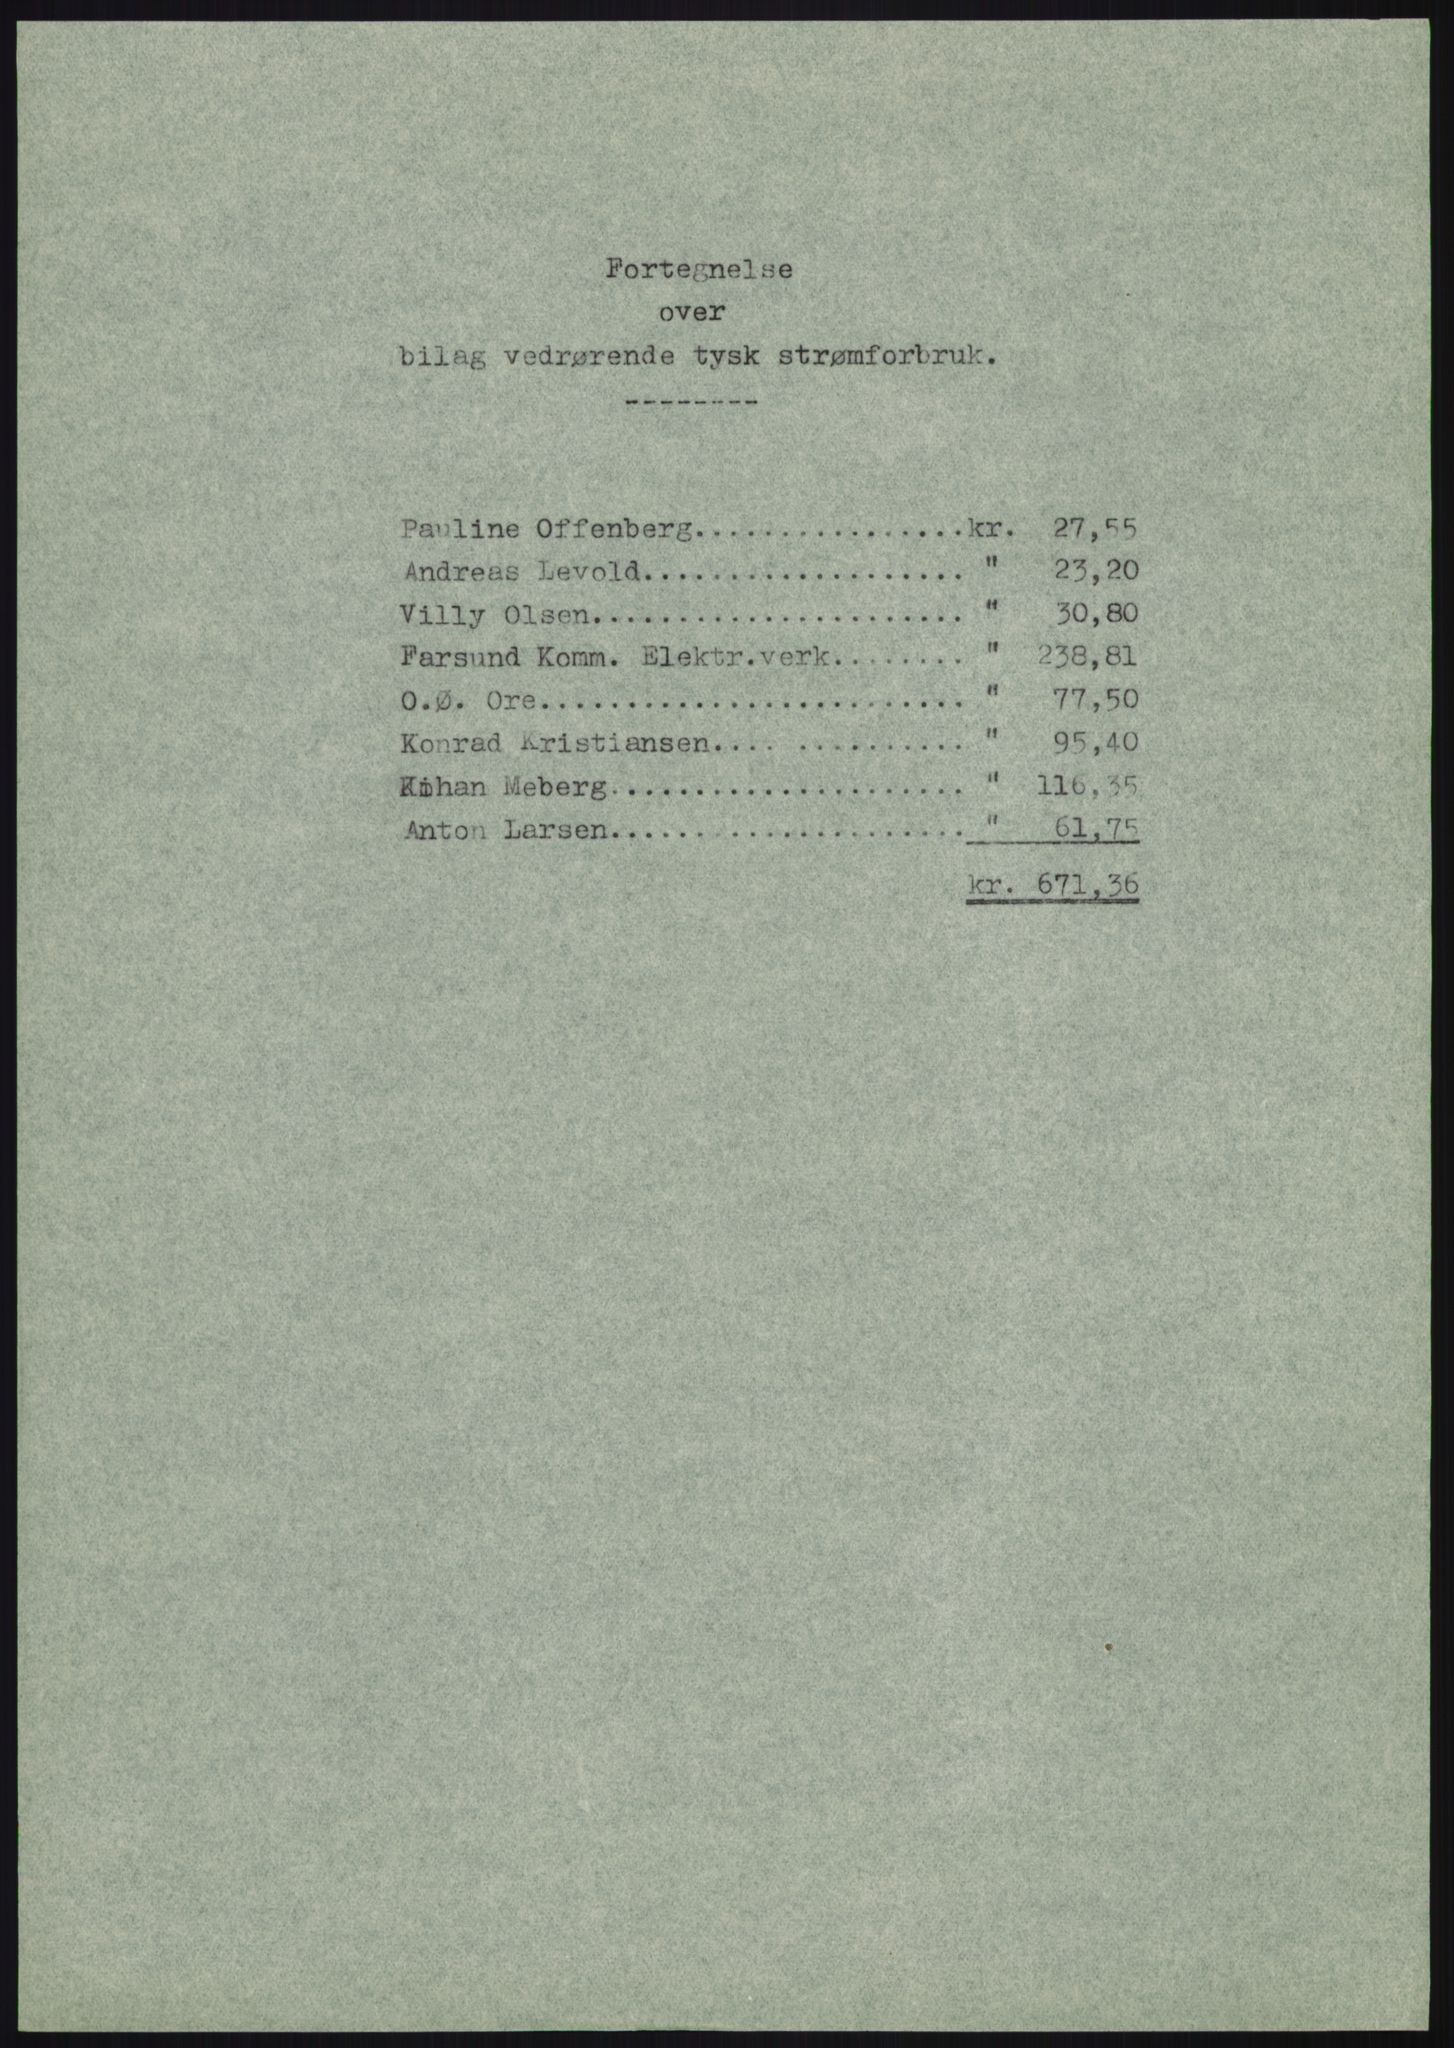 Fortegnelse
over
bilag vedrørende tysk strømforbruk.
--------
Pauline Offenberg................kr. 27,55
Andreas Levold................... " 23,20
Villy Olsen...................... " 30,80
Farsund Komm. Elektr.verk........ " 238,81
O.Ø. Ore......................... " 77,50
Konrad Kristiansen.... .......... " 95,40
Meberg..................... " 116,35
Anton Larsen..................... " 61,75
kr. 671,36